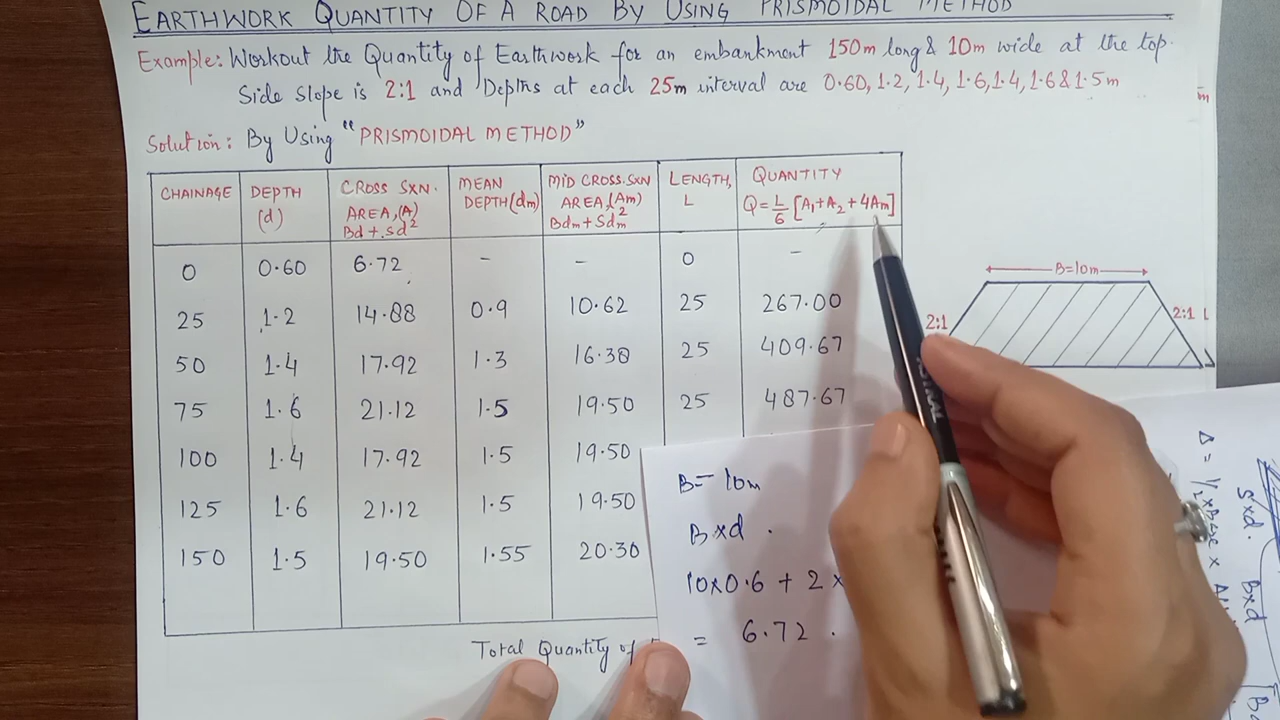 EARTHWORK QUANTITY OF A ROAD BY USING PRISMOIDAL METHOD
Example: Workout the Quantity of Earthwork for an embankment 150m long & 10m wide at the top.
Side Slope is 2:1 and Depths at each 25m interval are 0.60, 1.2, 1.4, 1.6, 1.4, 1.6 & 1.5m
Solution: By Using "PRISMOIDAL METHOD"
CHAINAGE DEPTH (d) CROSS SXN. AREA,(A) Bd+Sd² MEAN DEPTH(dm) MID CROSS.SXN AREA,(Am) Bdm+Sdm² LENGTH, L QUANTITY Q=L/6 [A1+A2+4Am]
0 0.60 6.72 - - 0 -
25 1.2 14.88 0.9 10.62 25 267.00
50 1.4 17.92 1.3 16.38 25 409.67
75 1.6 21.12 1.5 19.50 25 487.67
100 1.4 17.92 1.5 19.50
125 1.6 21.12 1.5 19.50
150 1.5 19.50 1.55 20.30
Total Quantity of
B=10m
2:1
2:1
B=10m
Bxd
10x0.6+2x
= 6.72
Δ = 1/2 x Base x
Sxd.
Bxd
m